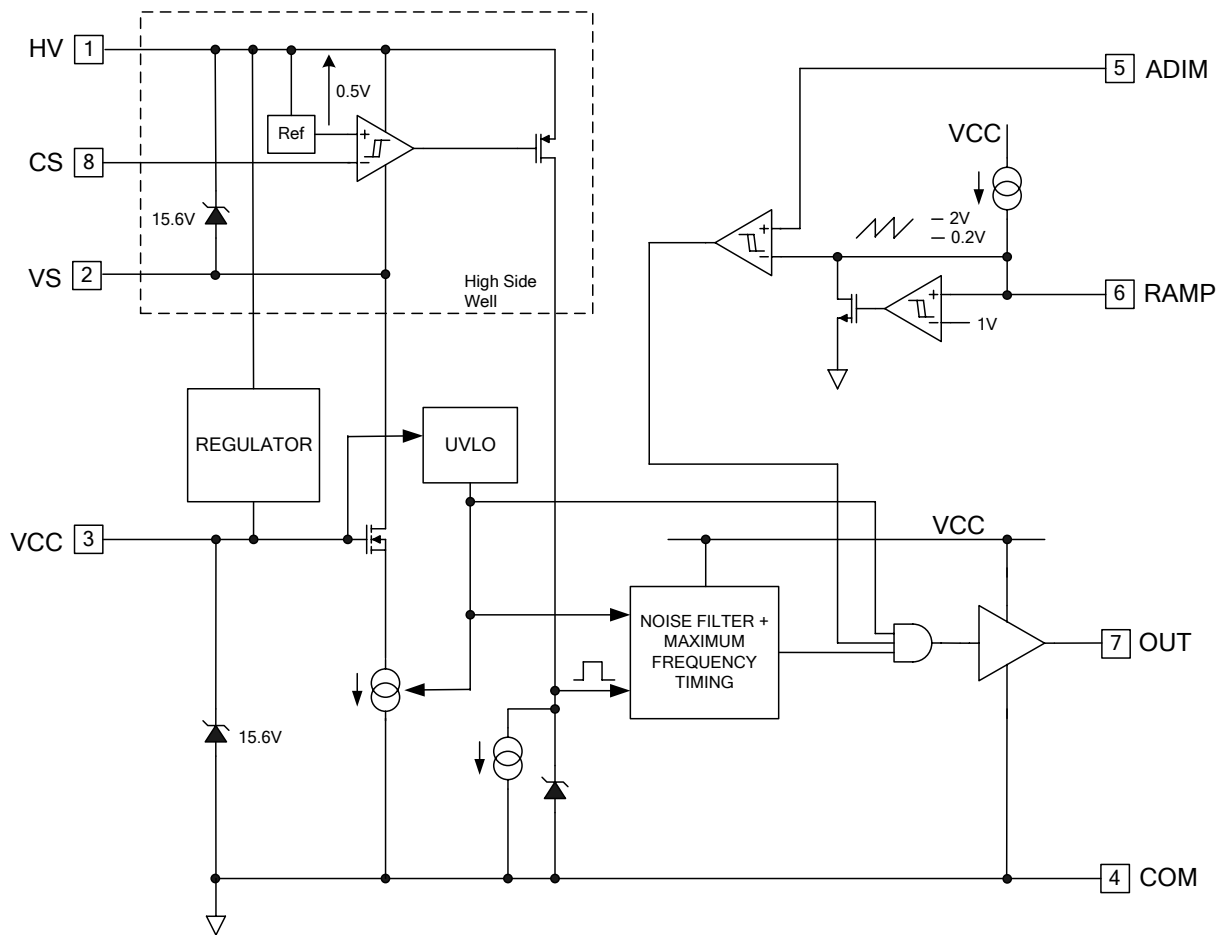 HV 1
0.5V
Ref
+
–
CS 8
15.6V
VS 2
High Side
Well
5 ADIM
VCC
+
–
– 2V
– 0.2V
+
–
1V
6 RAMP
REGULATOR
UVLO
VCC 3
VCC
NOISE FILTER +
MAXIMUM
FREQUENCY
TIMING
7 OUT
15.6V
4 COM